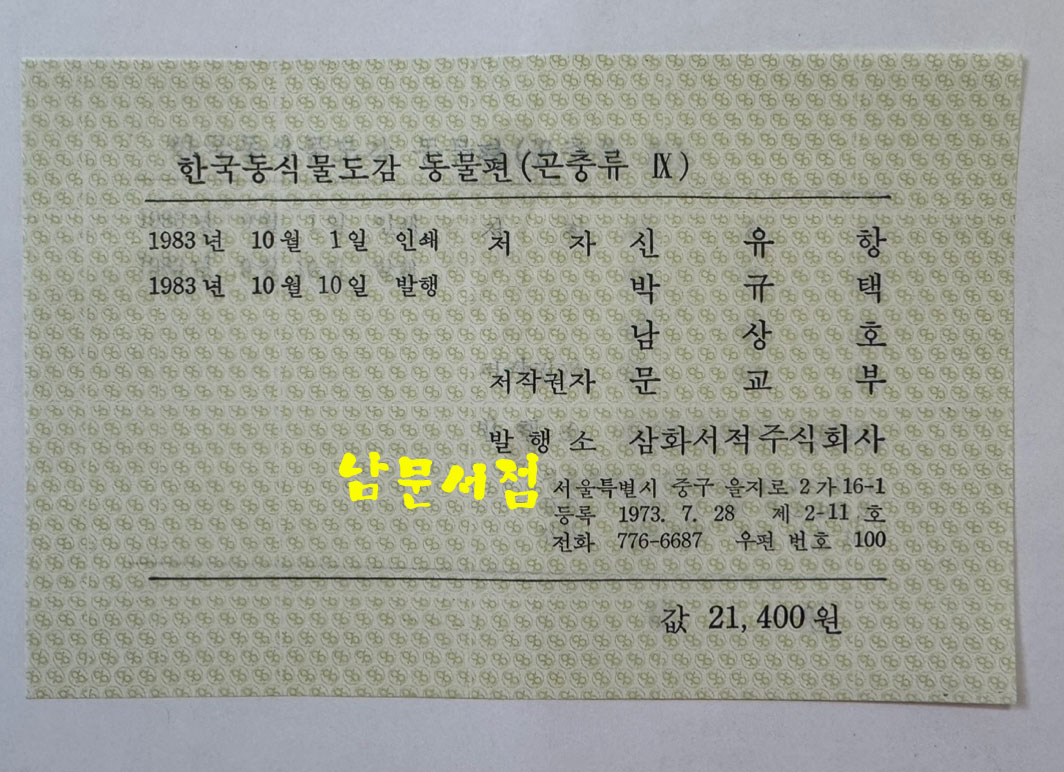 한국동식물도감 동물편(곤충류 Ⅸ)
1983년 10월 1일 인쇄 저 자 신 유 항
1983년 10월 10일 발행 박 규 택
남 상 호
저작권자 문 교 부
발 행 소 삼화서적주식회사
남문서점
서울특별시 중구 을지로 2가 16-1
등록 1973. 7. 28 제 2-11 호
전화 776-6687 우편 번호 100
값 21,400원